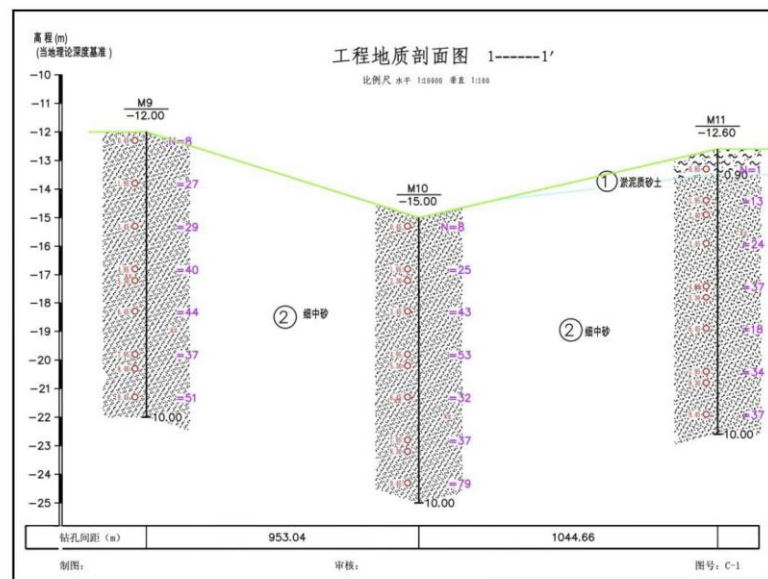 高程(m)
(当地理论深度基准)
工程地质剖面图 1------1′
比例尺 水平 1:10000 垂直 1:100
-10
-11
-12
-13
-14
-15
-16
-17
-18
-19
-20
-21
-22
-23
-24
-25
M9
-12.00
N=8
=27
=29
=40
=44
=37
=51
10.00
② 细中砂
M10
-15.00
N=8
=25
=43
=53
=32
=37
=79
10.00
① 淤泥质砂土
② 细中砂
M11
-12.60
N=1
0.90
=13
=24
=37
=18
=34
=37
10.00
钻孔间距(m) 953.04 1044.66
制图: 审核: 图号: C-1